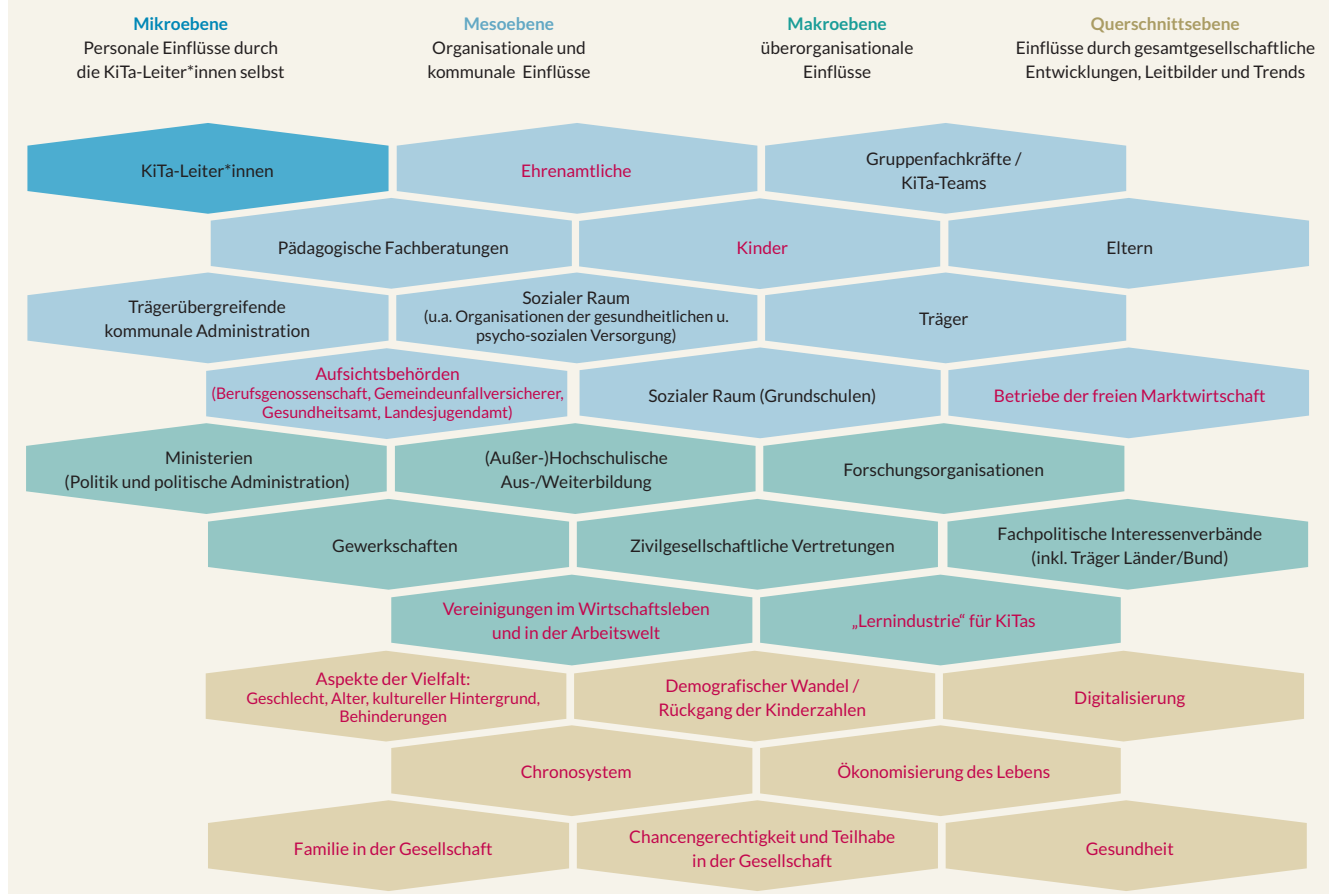 Mikroebene
Personale Einflüsse durch
die KiTa-Leiter*innen selbst
Mesoebene
Organisationale und
kommunale Einflüsse
Makroebene
überorganisationale
Einflüsse
Querschnittsebene
Einflüsse durch gesamtgesellschaftliche
Entwicklungen, Leitbilder und Trends
KiTa-Leiter*innen
Ehrenamtliche
Gruppenfachkräfte /
KiTa-Teams
Pädagogische Fachberatungen
Kinder
Eltern
Trägerübergreifende
kommunale Administration
Sozialer Raum
(u.a. Organisationen der gesundheitlichen u.
psycho-sozialen Versorgung)
Träger
Aufsichtsbehörden
(Berufsgenossenschaft, Gemeindeunfallversicherer,
Gesundheitsamt, Landesjugendamt)
Sozialer Raum (Grundschulen)
Betriebe der freien Marktwirtschaft
Ministerien
(Politik und politische Administration)
(Außer-)Hochschulische
Aus-/Weiterbildung
Forschungsorganisationen
Gewerkschaften
Zivilgesellschaftliche Vertretungen
Fachpolitische Interessenverbände
(inkl. Träger Länder/Bund)
Vereinigungen im Wirtschaftsleben
und in der Arbeitswelt
„Lernindustrie“ für KiTas
Aspekte der Vielfalt:
Geschlecht, Alter, kultureller Hintergrund,
Behinderungen
Demografischer Wandel /
Rückgang der Kinderzahlen
Digitalisierung
Chronosystem
Ökonomisierung des Lebens
Familie in der Gesellschaft
Chancengerechtigkeit und Teilhabe
in der Gesellschaft
Gesundheit